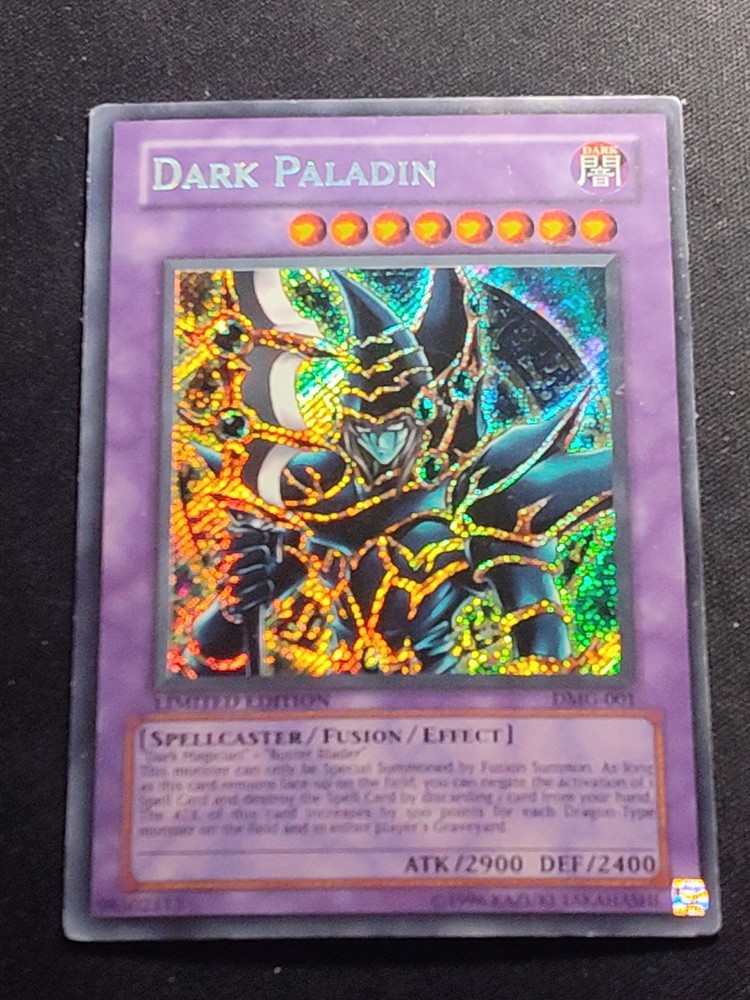 DARK PALADIN
DARK
闇
LIMITED EDITION
DMG-001
[SPELLCASTER/FUSION/EFFECT]
"Dark Magician" + "Buster Blader"
This monster can only be Special Summoned by Fusion Summon. As long
as this card remains face-up on the field, you can negate the activation of 1
Spell Card and destroy the Spell Card by discarding 1 card from your hand.
The ATK of this card increases by 500 points for each Dragon-Type
monster on the field and in either player's Graveyard.
ATK/2900 DEF/2400
1996 KAZUKI TAKAHASHI